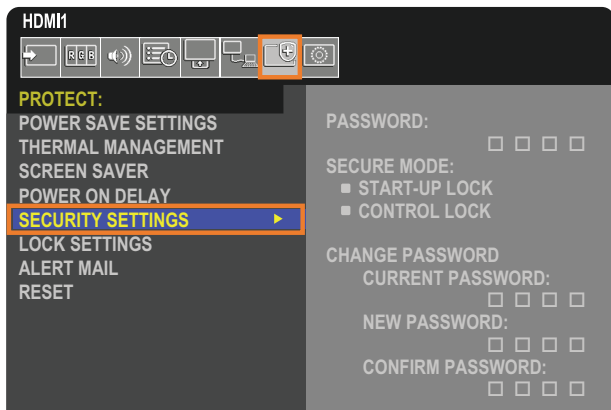 HDMI1
RGB
PROTECT:
POWER SAVE SETTINGS
THERMAL MANAGEMENT
SCREEN SAVER
POWER ON DELAY
SECURITY SETTINGS
LOCK SETTINGS
ALERT MAIL
RESET
PASSWORD:
SECURE MODE:
START-UP LOCK
CONTROL LOCK
CHANGE PASSWORD
CURRENT PASSWORD:
NEW PASSWORD:
CONFIRM PASSWORD: